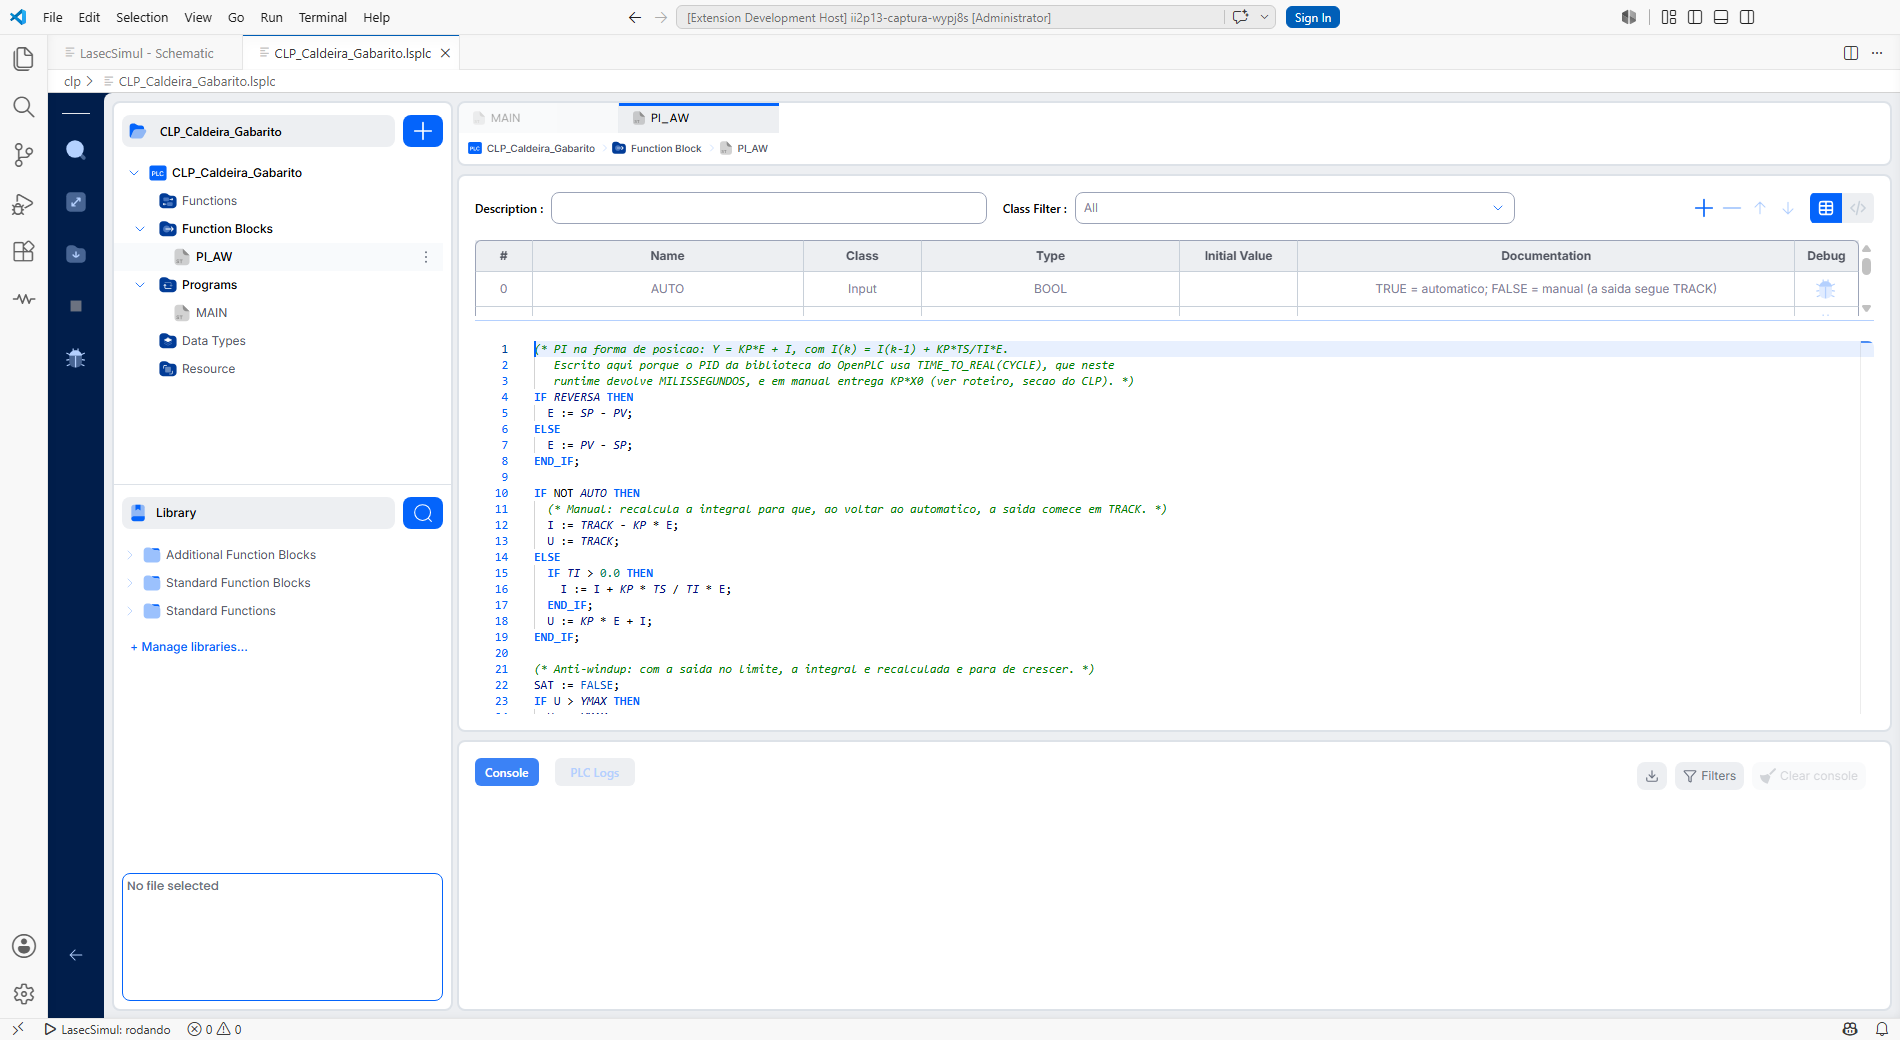 File Edit Selection View Go Run Terminal Help
[Extension Development Host] ii2p13-captura-wypj8s [Administrator]
Sign In
LasecSimul - Schematic
CLP_Caldeira_Gabarito.lsplc
clp > CLP_Caldeira_Gabarito.lsplc
CLP_Caldeira_Gabarito
PLC CLP_Caldeira_Gabarito
Functions
Function Blocks
PI_AW
Programs
MAIN
Data Types
Resource
Library
Additional Function Blocks
Standard Function Blocks
Standard Functions
+ Manage libraries...
No file selected
MAIN
PI_AW
PLC CLP_Caldeira_Gabarito Function Block PI_AW
Description :
Class Filter : All
# Name Class Type Initial Value Documentation Debug
0 AUTO Input BOOL TRUE = automatico; FALSE = manual (a saida segue TRACK)
1 (* PI na forma de posicao: Y = KP*E + I, com I(k) = I(k-1) + KP*TS/TI*E.
2 Escrito aqui porque o PID da biblioteca do OpenPLC usa TIME_TO_REAL(CYCLE), que neste
3 runtime devolve MILISSEGUNDOS, e em manual entrega KP*X0 (ver roteiro, secao do CLP). *)
4 IF REVERSA THEN
5 E := SP - PV;
6 ELSE
7 E := PV - SP;
8 END_IF;
9
10 IF NOT AUTO THEN
11 (* Manual: recalcula a integral para que, ao voltar ao automatico, a saida comece em TRACK. *)
12 I := TRACK - KP * E;
13 U := TRACK;
14 ELSE
15 IF TI > 0.0 THEN
16 I := I + KP * TS / TI * E;
17 END_IF;
18 U := KP * E + I;
19 END_IF;
20
21 (* Anti-windup: com a saida no limite, a integral e recalculada e para de crescer. *)
22 SAT := FALSE;
23 IF U > YMAX THEN
Console
PLC Logs
Filters
Clear console
LasecSimul: rodando
0 0